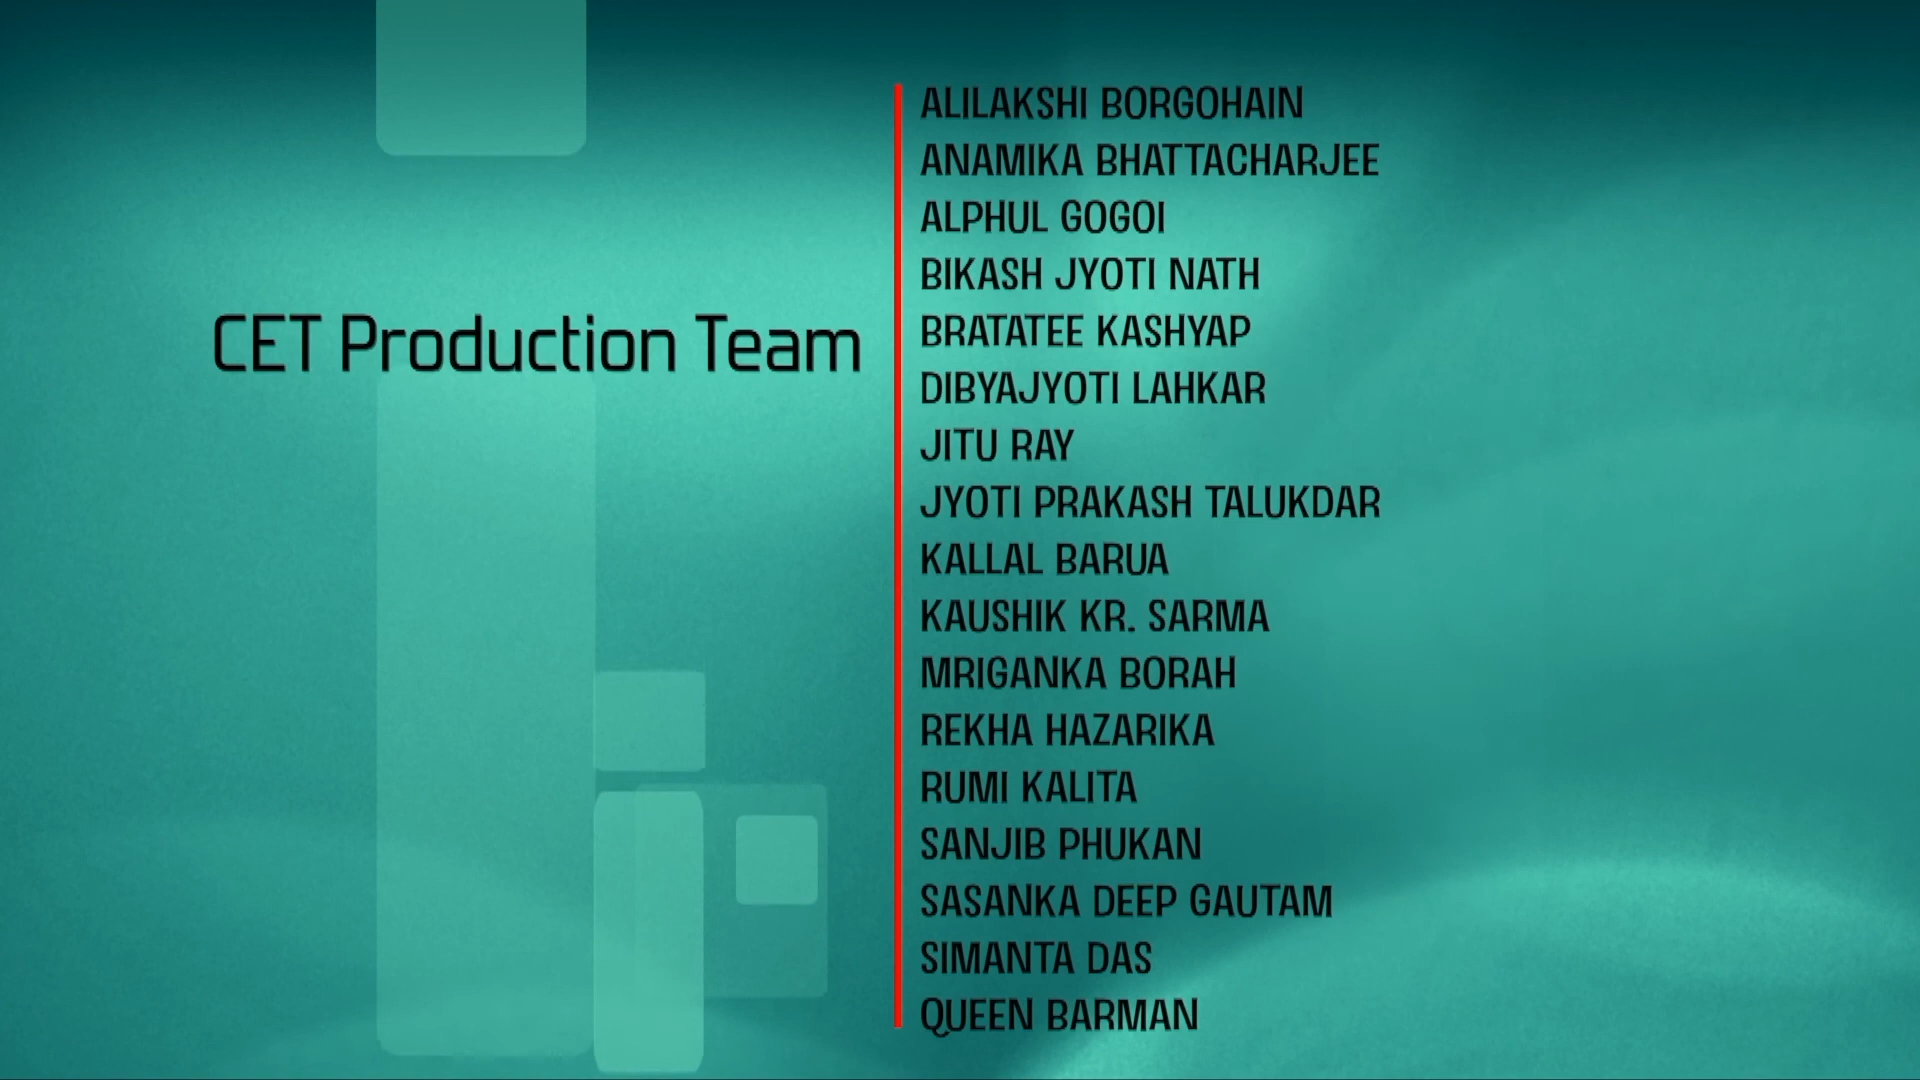 CET Production Team
ALILAKSHI BORGOHAIN
ANAMIKA BHATTACHARJEE
ALPHUL GOGOI
BIKASH JYOTI NATH
BRATATEE KASHYAP
DIBYAJYOTI LAHKAR
JITU RAY
JYOTI PRAKASH TALUKDAR
KALLAL BARUA
KAUSHIK KR. SARMA
MRIGANKA BORAH
REKHA HAZARIKA
RUMI KALITA
SANJIB PHUKAN
SASANKA DEEP GAUTAM
SIMANTA DAS
QUEEN BARMAN